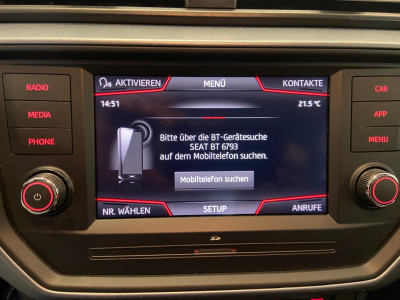 AKTIVIEREN MENÜ KONTAKTE
RADIO
CAR
14:51 21.5 °C
MEDIA
APP
Bitte über die BT-Gerätesuche
SEAT BT 6793
auf dem Mobiltelefon suchen.
PHONE
MENU
Mobiltelefon suchen
NR. WÄHLEN SETUP ANRUFE
SD